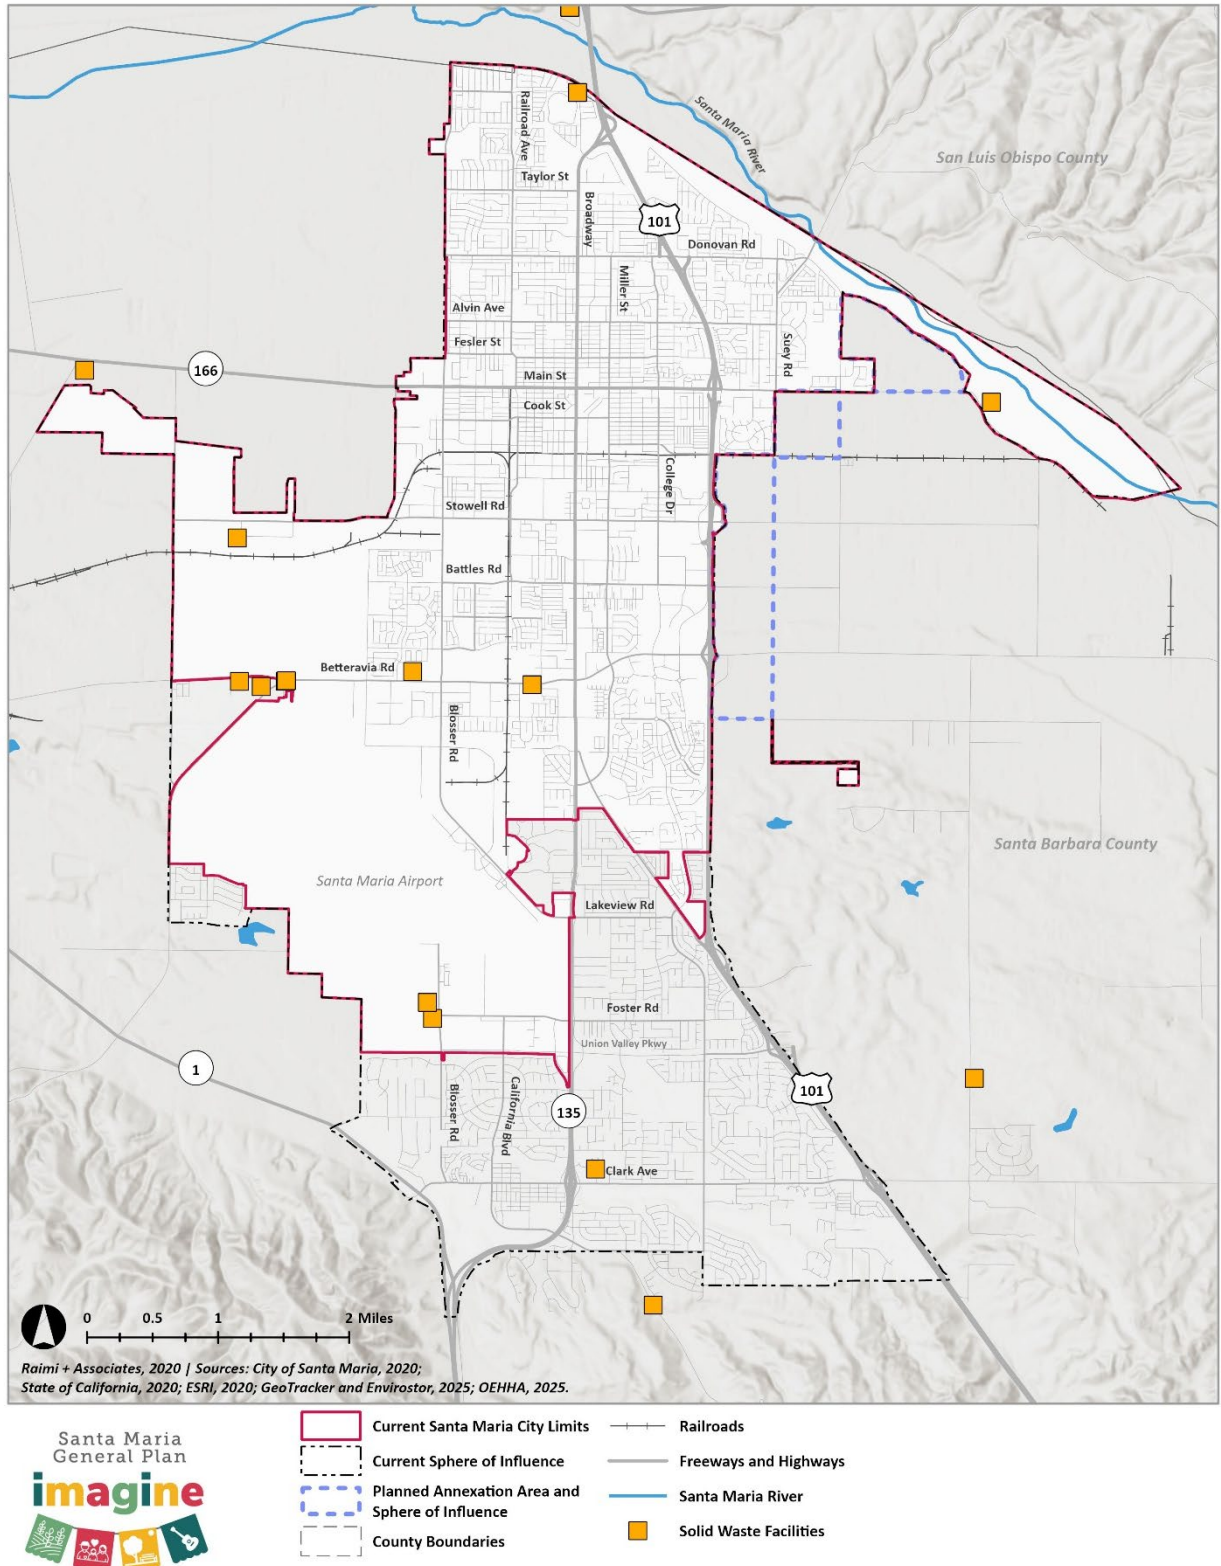 Railroad Ave
Santa Maria River
San Luis Obispo County
Taylor St
Broadway
101
Donovan Rd
Miller St
Alvin Ave
Suey Rd
Fesler St
166
Main St
Cook St
College Dr
Stowell Rd
Battles Rd
Betteravia Rd
Blosser Rd
Santa Barbara County
Santa Maria Airport
Lakeview Rd
Foster Rd
Union Valley Pkwy
1
101
Blosser Rd
California Blvd
135
Clark Ave
0 0.5 1 2 Miles
Raimi + Associates, 2020 | Sources: City of Santa Maria, 2020;
State of California, 2020; ESRI, 2020; GeoTracker and Envirostor, 2025; OEHHA, 2025.
Santa Maria
General Plan
imagine
Current Santa Maria City Limits
Current Sphere of Influence
Planned Annexation Area and
Sphere of Influence
County Boundaries
Railroads
Freeways and Highways
Santa Maria River
Solid Waste Facilities